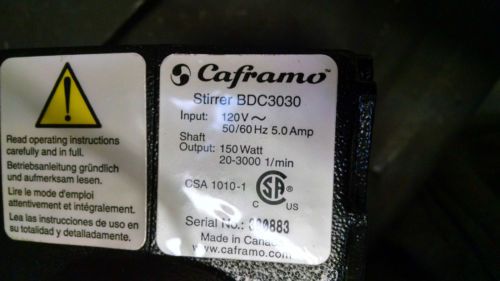 Read operating instructions
carefully and in full.
Betriebsanleitung gründlich
und aufmerksam lesen.
Lire le mode d'emploi
attentivement et intégralement.
Lea las instrucciones de uso en
su totalidad y detalladamente.
Caframo
Stirrer BDC3030
Input: 120V ~
50/60 Hz 5.0 Amp
Shaft
Output: 150 Watt
20-3000 1/min
CSA 1010-1
C SA US
Serial No.:
Made in Canada
www.caframo.com